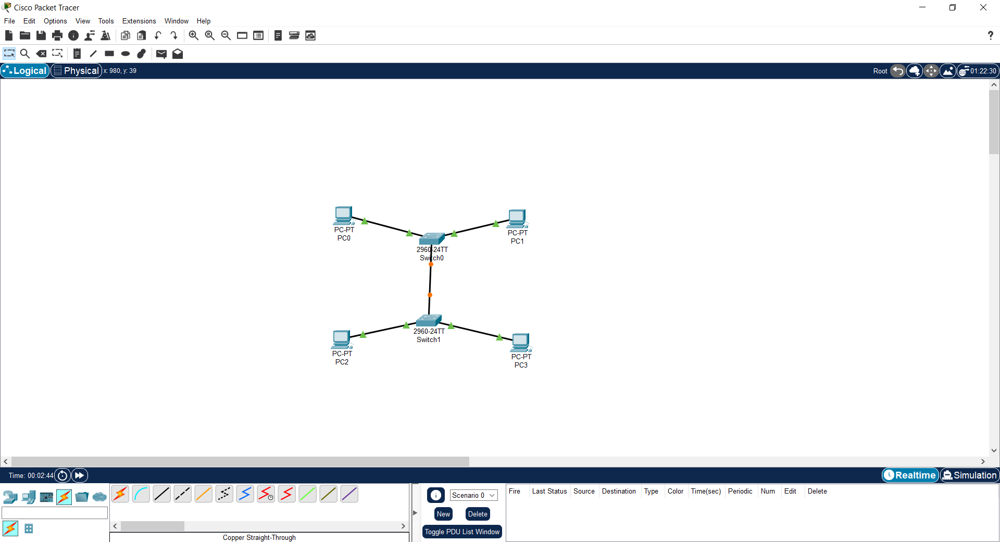 Cisco Packet Tracer
File Edit Options View Tools Extensions Window Help
?
Logical Physical x: 980, y: 39 Root 01:22:30
PC-PT
PC0
PC-PT
PC1
2960-24TT
Switch0
2960-24TT
Switch1
PC-PT
PC2
PC-PT
PC3
Time: 00:02:44 Realtime Simulation
Scenario 0
New Delete
Toggle PDU List Window
Fire Last Status Source Destination Type Color Time(sec) Periodic Num Edit Delete
Copper Straight-Through